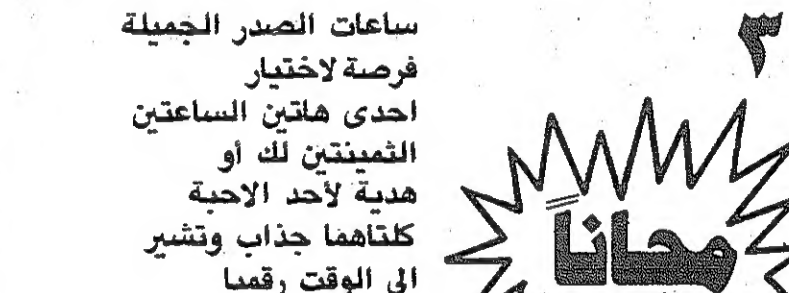 ٣
ساعات الصدر الجميلة
فرصة لاختيار
احدى هاتين الساعتين
الثمينتين لك أو
هدية لأحد الاحبة
كلتاهما جذاب وتشير
الى الوقت رقميا
مجاناً